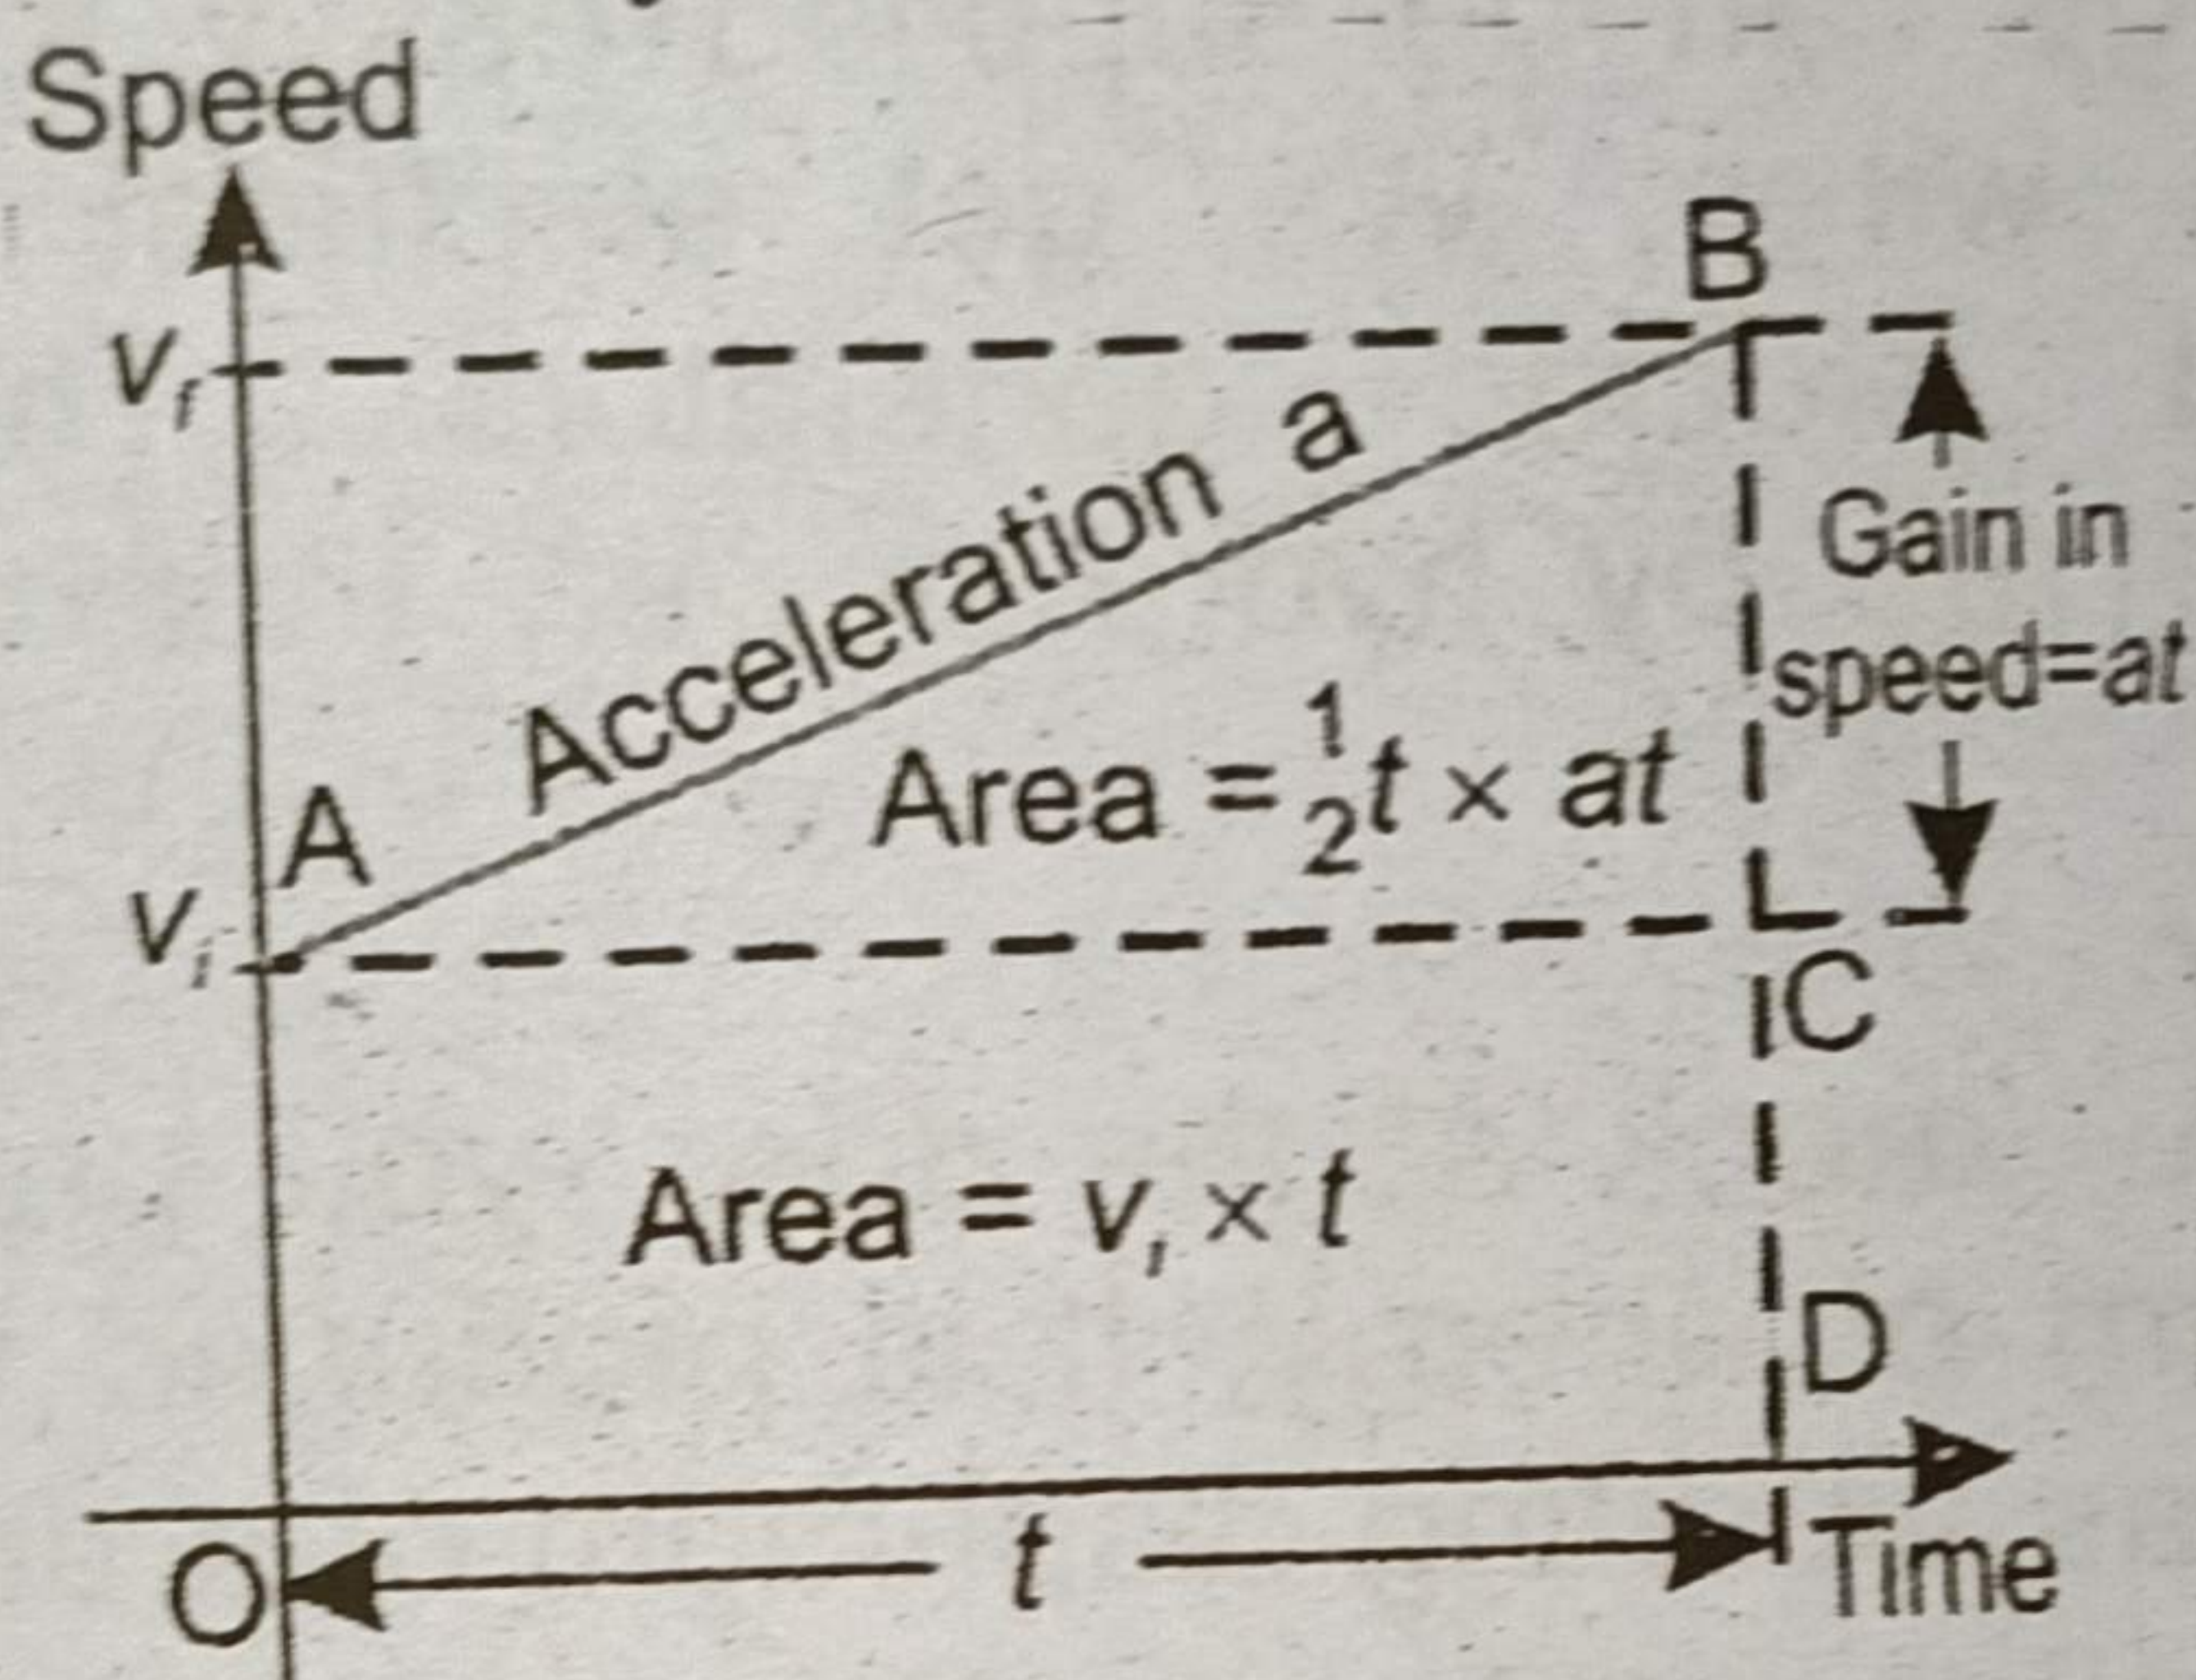 Speed
B
v_f
Acceleration a
Gain in
speed=at
Area = 1/2 t × at
A
v_i
C
Area = v_i × t
D
O
t
Time